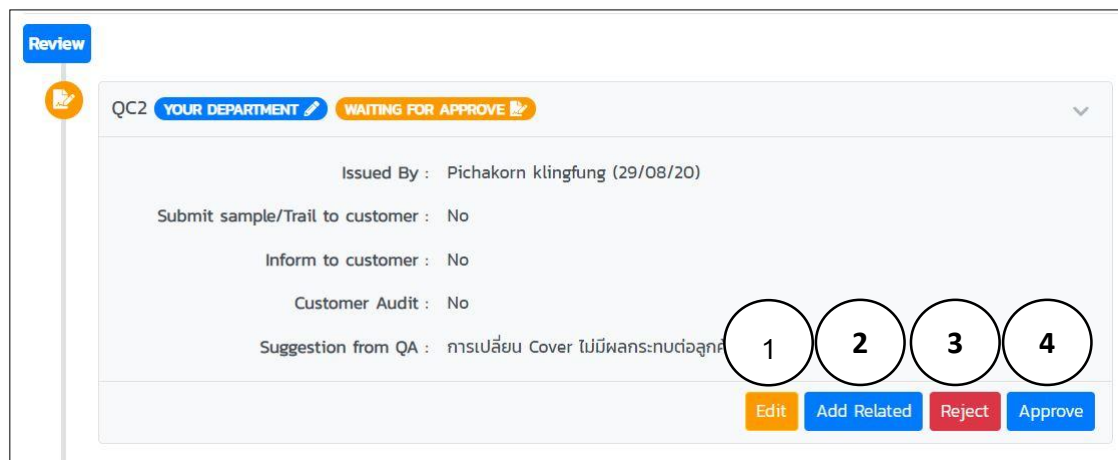 Review
QC2 YOUR DEPARTMENT WAITING FOR APPROVE
Issued By : Pichakorn klingfung (29/08/20)
Submit sample/Trail to customer : No
Inform to customer : No
Customer Audit : No
Suggestion from QA : การเปลี่ยน Cover ไม่มีผลกระทบต่อลูกค้
1 2 3 4
Edit Add Related Reject Approve